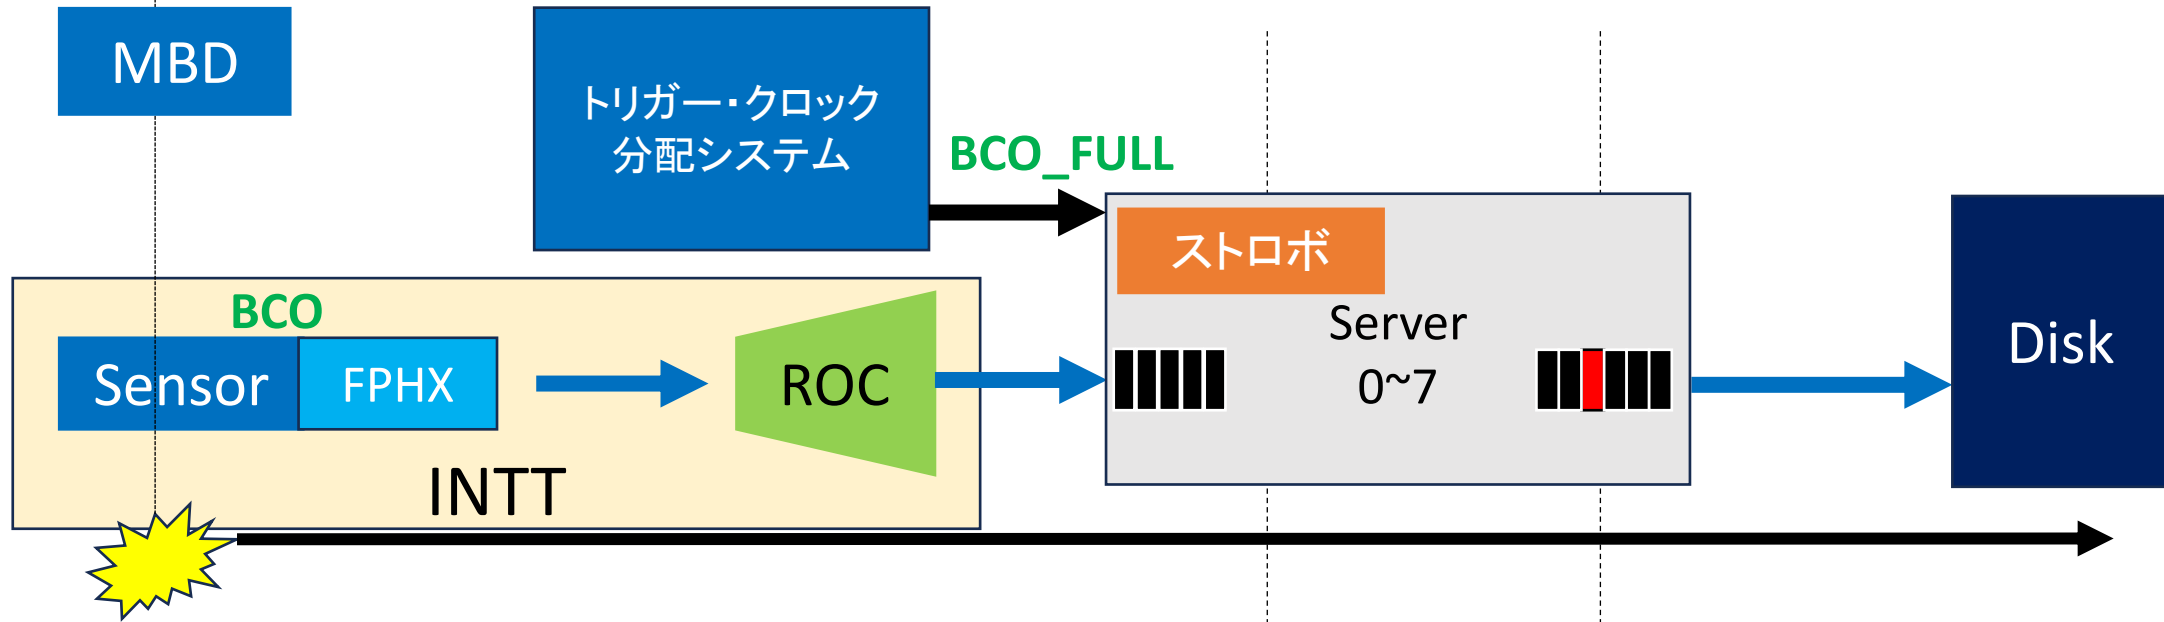 MBD
トリガー・クロック
分配システム
BCO_FULL
ストロボ
BCO
Sensor
FPHX
ROC
Server
0~7
Disk
INTT